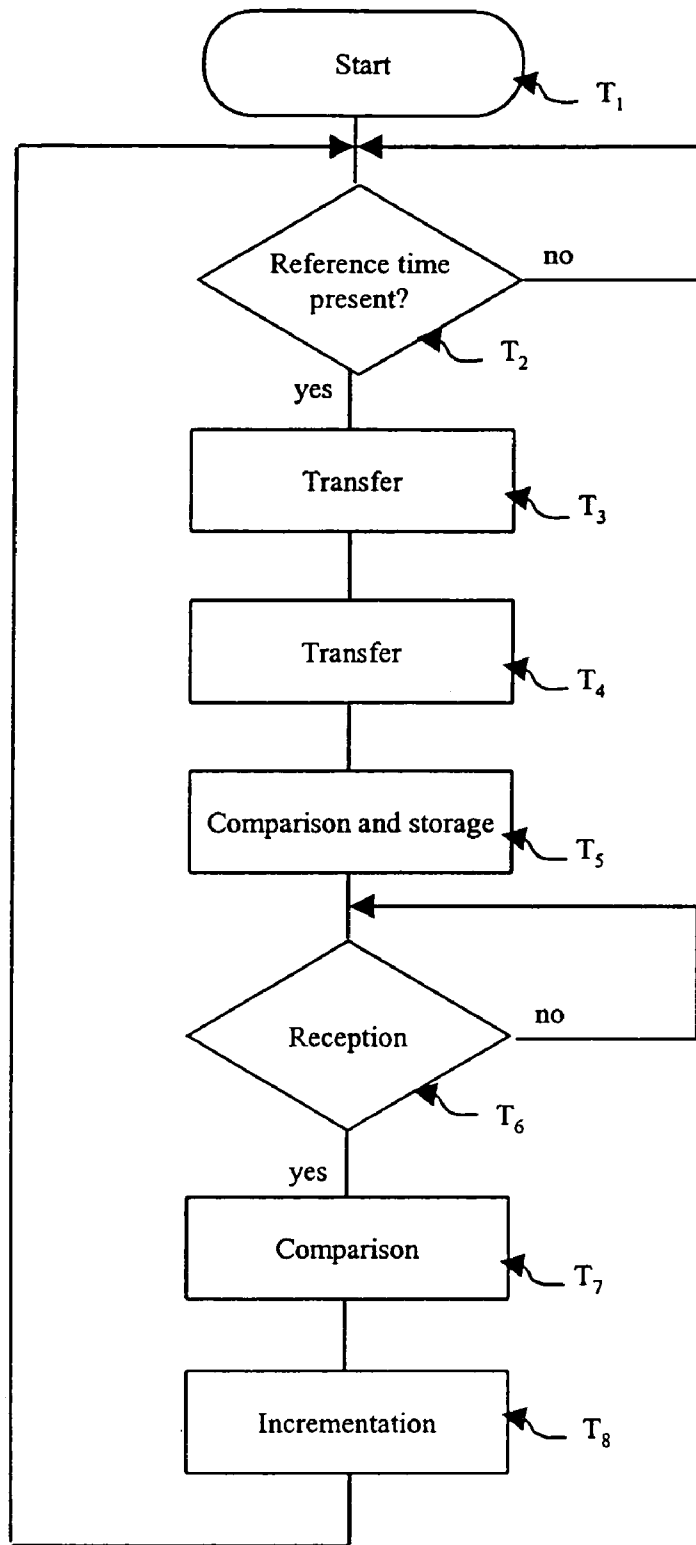 Start
T₁
Reference time
present?
no
T₂
yes
Transfer
T₃
Transfer
T₄
Comparison and storage
T₅
Reception
no
T₆
yes
Comparison
T₇
Incrementation
T₈